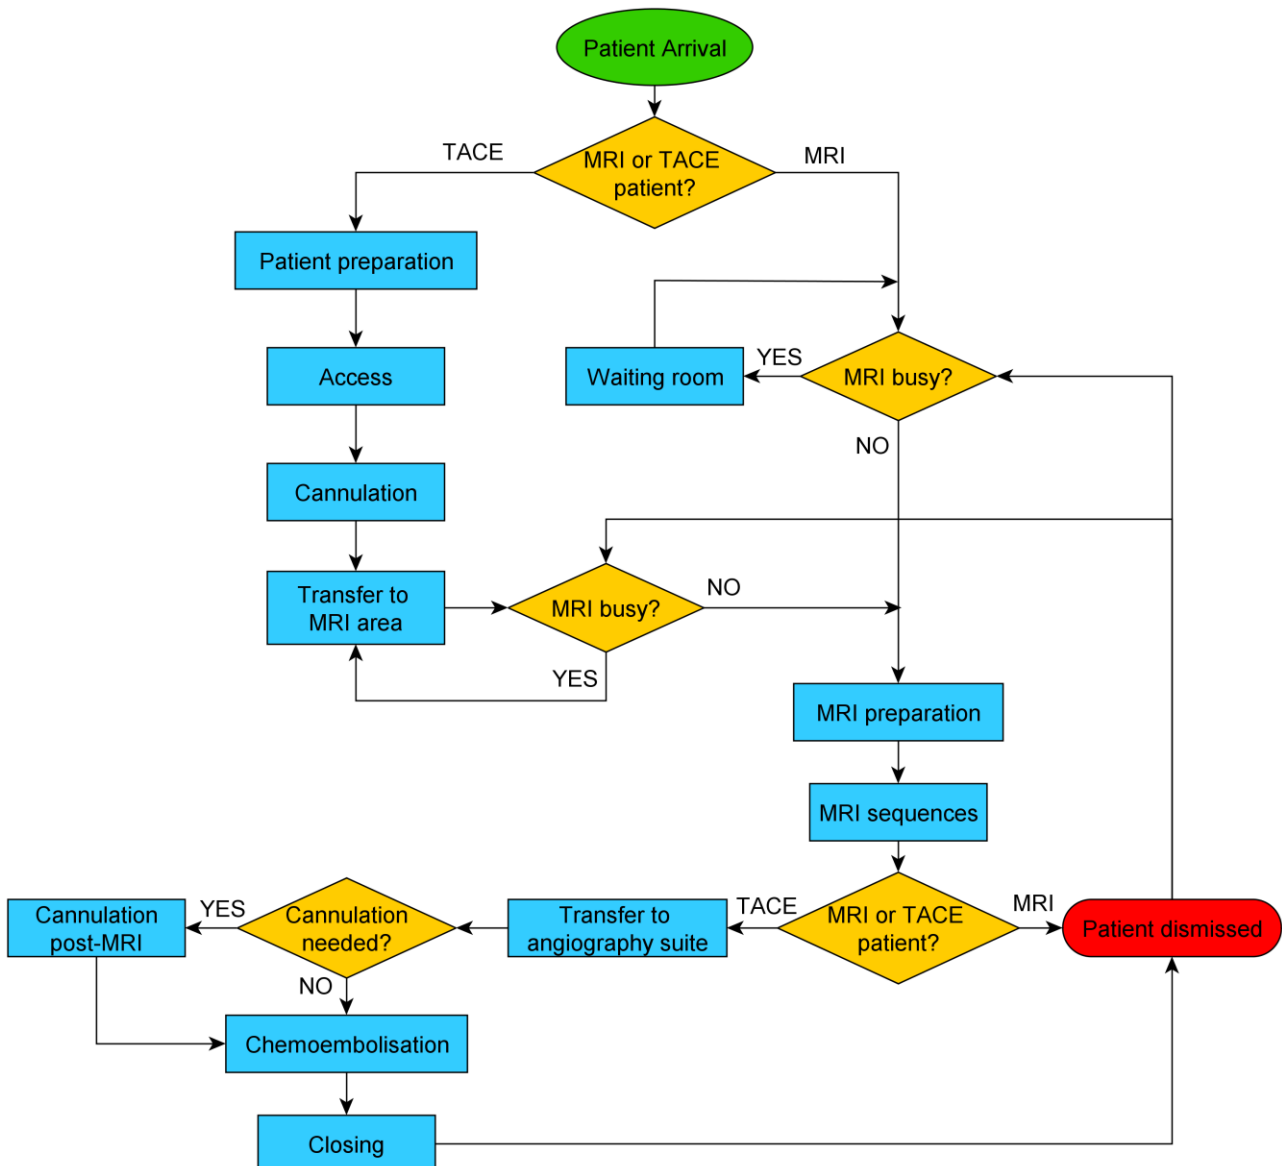 Patient Arrival
MRI or TACE
patient?
TACE
MRI
Patient preparation
Access
Waiting room
YES
MRI busy?
NO
Cannulation
Transfer to
MRI area
MRI busy?
NO
YES
MRI preparation
MRI sequences
Cannulation
post-MRI
YES
Cannulation
needed?
NO
Transfer to
angiography suite
TACE
MRI or TACE
patient?
MRI
Patient dismissed
Chemoembolisation
Closing